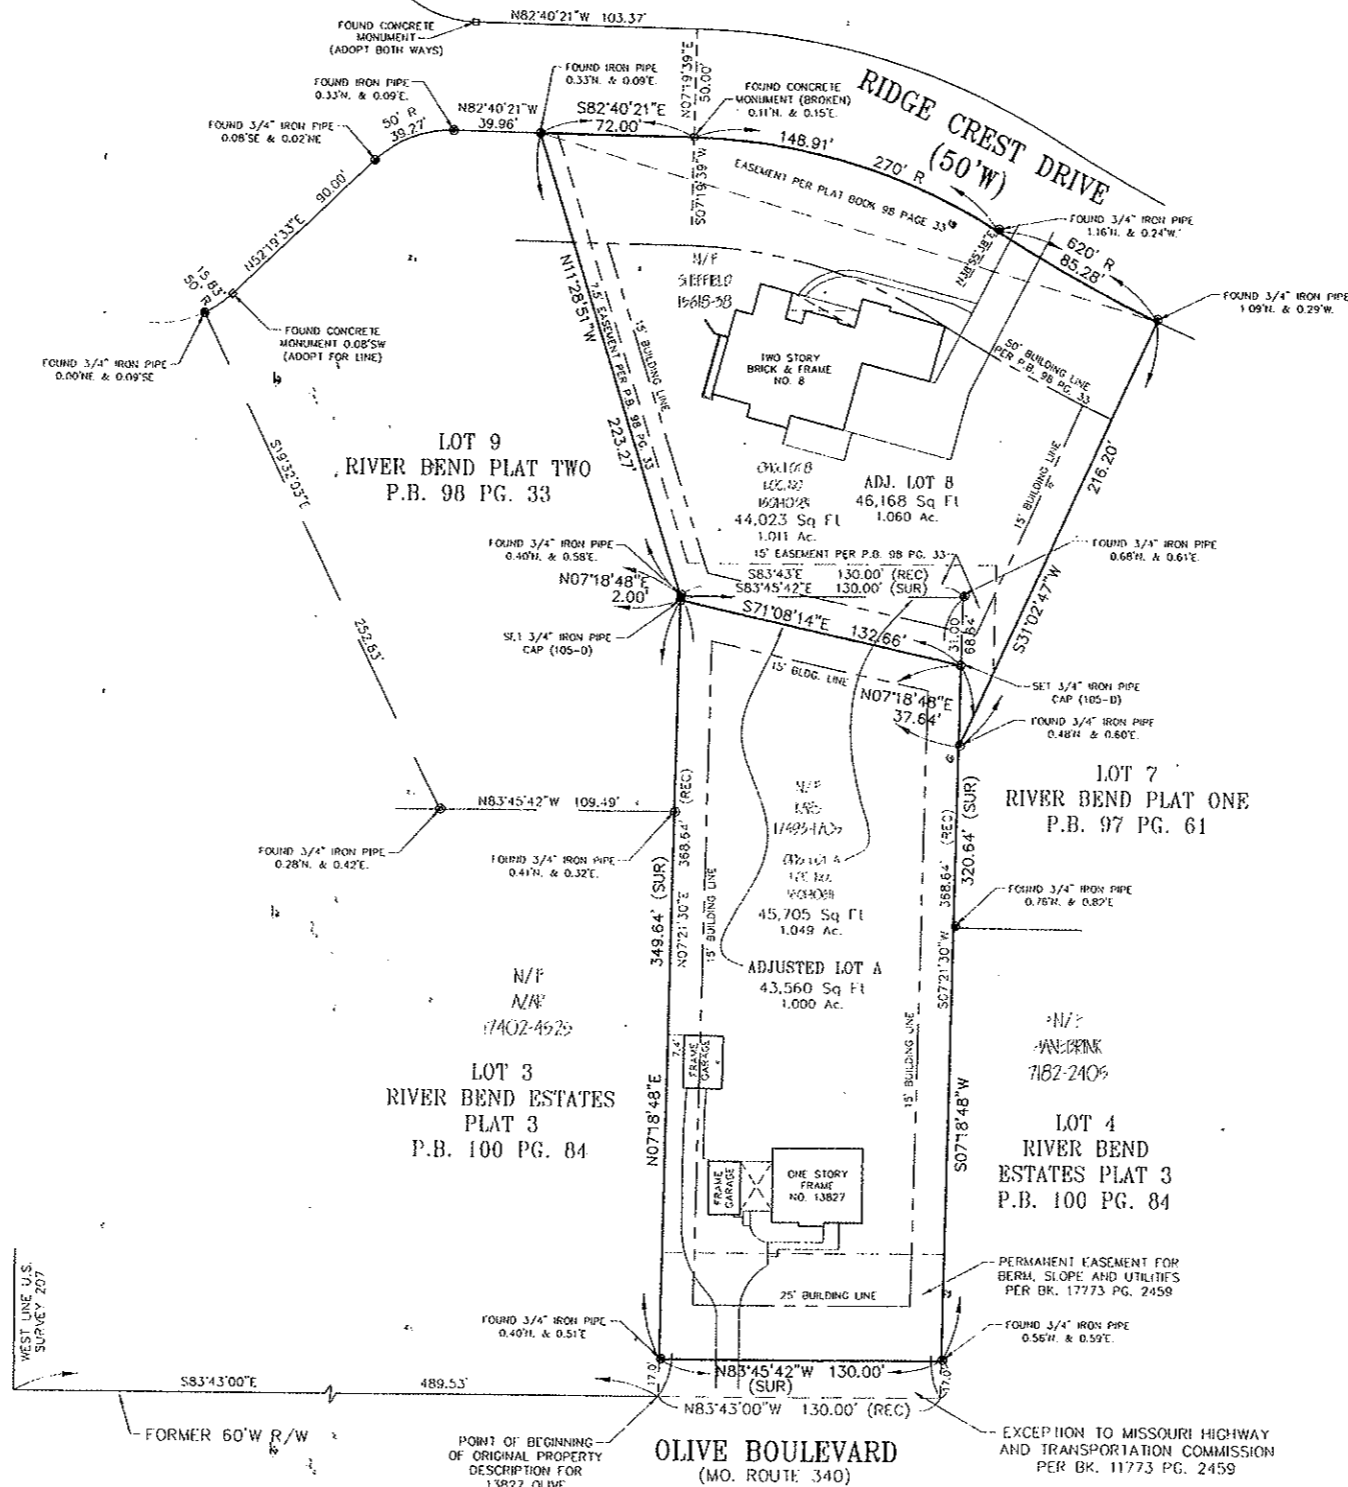 N82°40'21"W 103.37'
FOUND CONCRETE
MONUMENT
(ADOPT BOTH WAYS)
FOUND IRON PIPE
0.33'N. & 0.09'E.
FOUND IRON PIPE
0.33'N. & 0.09'E.
N07°19'39"E
50.00'
FOUND CONCRETE
MONUMENT (BROKEN)
0.11'N & 0.15'E.
RIDGE CREST DRIVE
(50'W)
N82°40'21"W
39.96'
S82°40'21"E
72.00'
50' R
39.27'
FOUND 3/4" IRON PIPE
0.08'SE & 0.02'NE
148.91'
270' R
S07°19'39"W
EASEMENT PER PLAT BOOK 98 PAGE 33
N52°19'33"E 90.00'
FOUND 3/4" IRON PIPE
1.16'N. & 0.24'W.
620' R
85.28'
N38°55'38"E
15.83'
50' R
FOUND 3/4" IRON PIPE
1.09'N. & 0.29'W.
FOUND CONCRETE
MONUMENT 0.08'SW
(ADOPT FOR LINE)
FOUND 3/4" IRON PIPE
0.00'NE & 0.09'SE
N11°28'51"W
223.27'
7.5' EASEMENT PER P.B. 98 PG. 33
15' BUILDING LINE
N/F
TWO STORY
BRICK & FRAME
NO. 8
50' BUILDING LINE
PER P.B. 98 PG. 33
216.20'
S31°02'47"W
15' BUILDING LINE
S19°32'03"E
252.83'
LOT 9
RIVER BEND PLAT TWO
P.B. 98 PG. 33
44,023 Sq Ft
1.011 Ac.
ADJ. LOT 8
46,168 Sq Ft
1.060 Ac.
FOUND 3/4" IRON PIPE
0.40'N. & 0.58'E.
FOUND 3/4" IRON PIPE
0.68'N. & 0.61'E.
15' EASEMENT PER P.B. 98 PG. 33
S83°43'E 130.00' (REC)
S83°45'42"E 130.00' (SUR)
N07°18'48"E
2.00'
S71°08'14"E 132.66'
31.00'
68.64'
SET 3/4" IRON PIPE
CAP (105-D)
15' BLDG. LINE
SET 3/4" IRON PIPE
CAP (105-D)
N07°18'48"E
37.64'
FOUND 3/4" IRON PIPE
0.48'N & 0.60'E.
LOT 7
RIVER BEND PLAT ONE
P.B. 97 PG. 61
N83°45'42"W 109.49'
FOUND 3/4" IRON PIPE
0.28'N. & 0.42'E.
FOUND 3/4" IRON PIPE
0.41'N & 0.32'E.
349.64' (SUR)
N07°21'30"E 368.64' (REC)
15' BUILDING LINE
N/F
45,705 Sq Ft
1.049 Ac.
ADJUSTED LOT A
43,560 Sq Ft
1.000 Ac.
S07°21'30"W 368.64' (REC)
320.64' (SUR)
FOUND 3/4" IRON PIPE
0.76'N. & 0.82'E
N/F
17402-4525
LOT 3
RIVER BEND ESTATES
PLAT 3
P.B. 100 PG. 84
N07°18'48"E
7.4'
FRAME
GARAGE
15' BUILDING LINE
S07°18'48"W
N/F
7182-2405
LOT 4
RIVER BEND
ESTATES PLAT 3
P.B. 100 PG. 84
FRAME
GARAGE
ONE STORY
FRAME
NO. 13827
WEST LINE U.S.
SURVEY 207
25' BUILDING LINE
PERMANENT EASEMENT FOR
BERM, SLOPE AND UTILITIES
PER BK. 17773 PG. 2459
FOUND 3/4" IRON PIPE
0.40'N. & 0.51'E
FOUND 3/4" IRON PIPE
0.56'N. & 0.59'E.
N83°45'42"W 130.00'
(SUR)
17.0'
17.0'
S83°43'00"E 489.53'
N83°43'00"W 130.00' (REC)
FORMER 60'W R/W
POINT OF BEGINNING
OF ORIGINAL PROPERTY
DESCRIPTION FOR
13827 OLIVE
OLIVE BOULEVARD
(MO. ROUTE 340)
EXCEPTION TO MISSOURI HIGHWAY
AND TRANSPORTATION COMMISSION
PER BK. 11773 PG. 2459